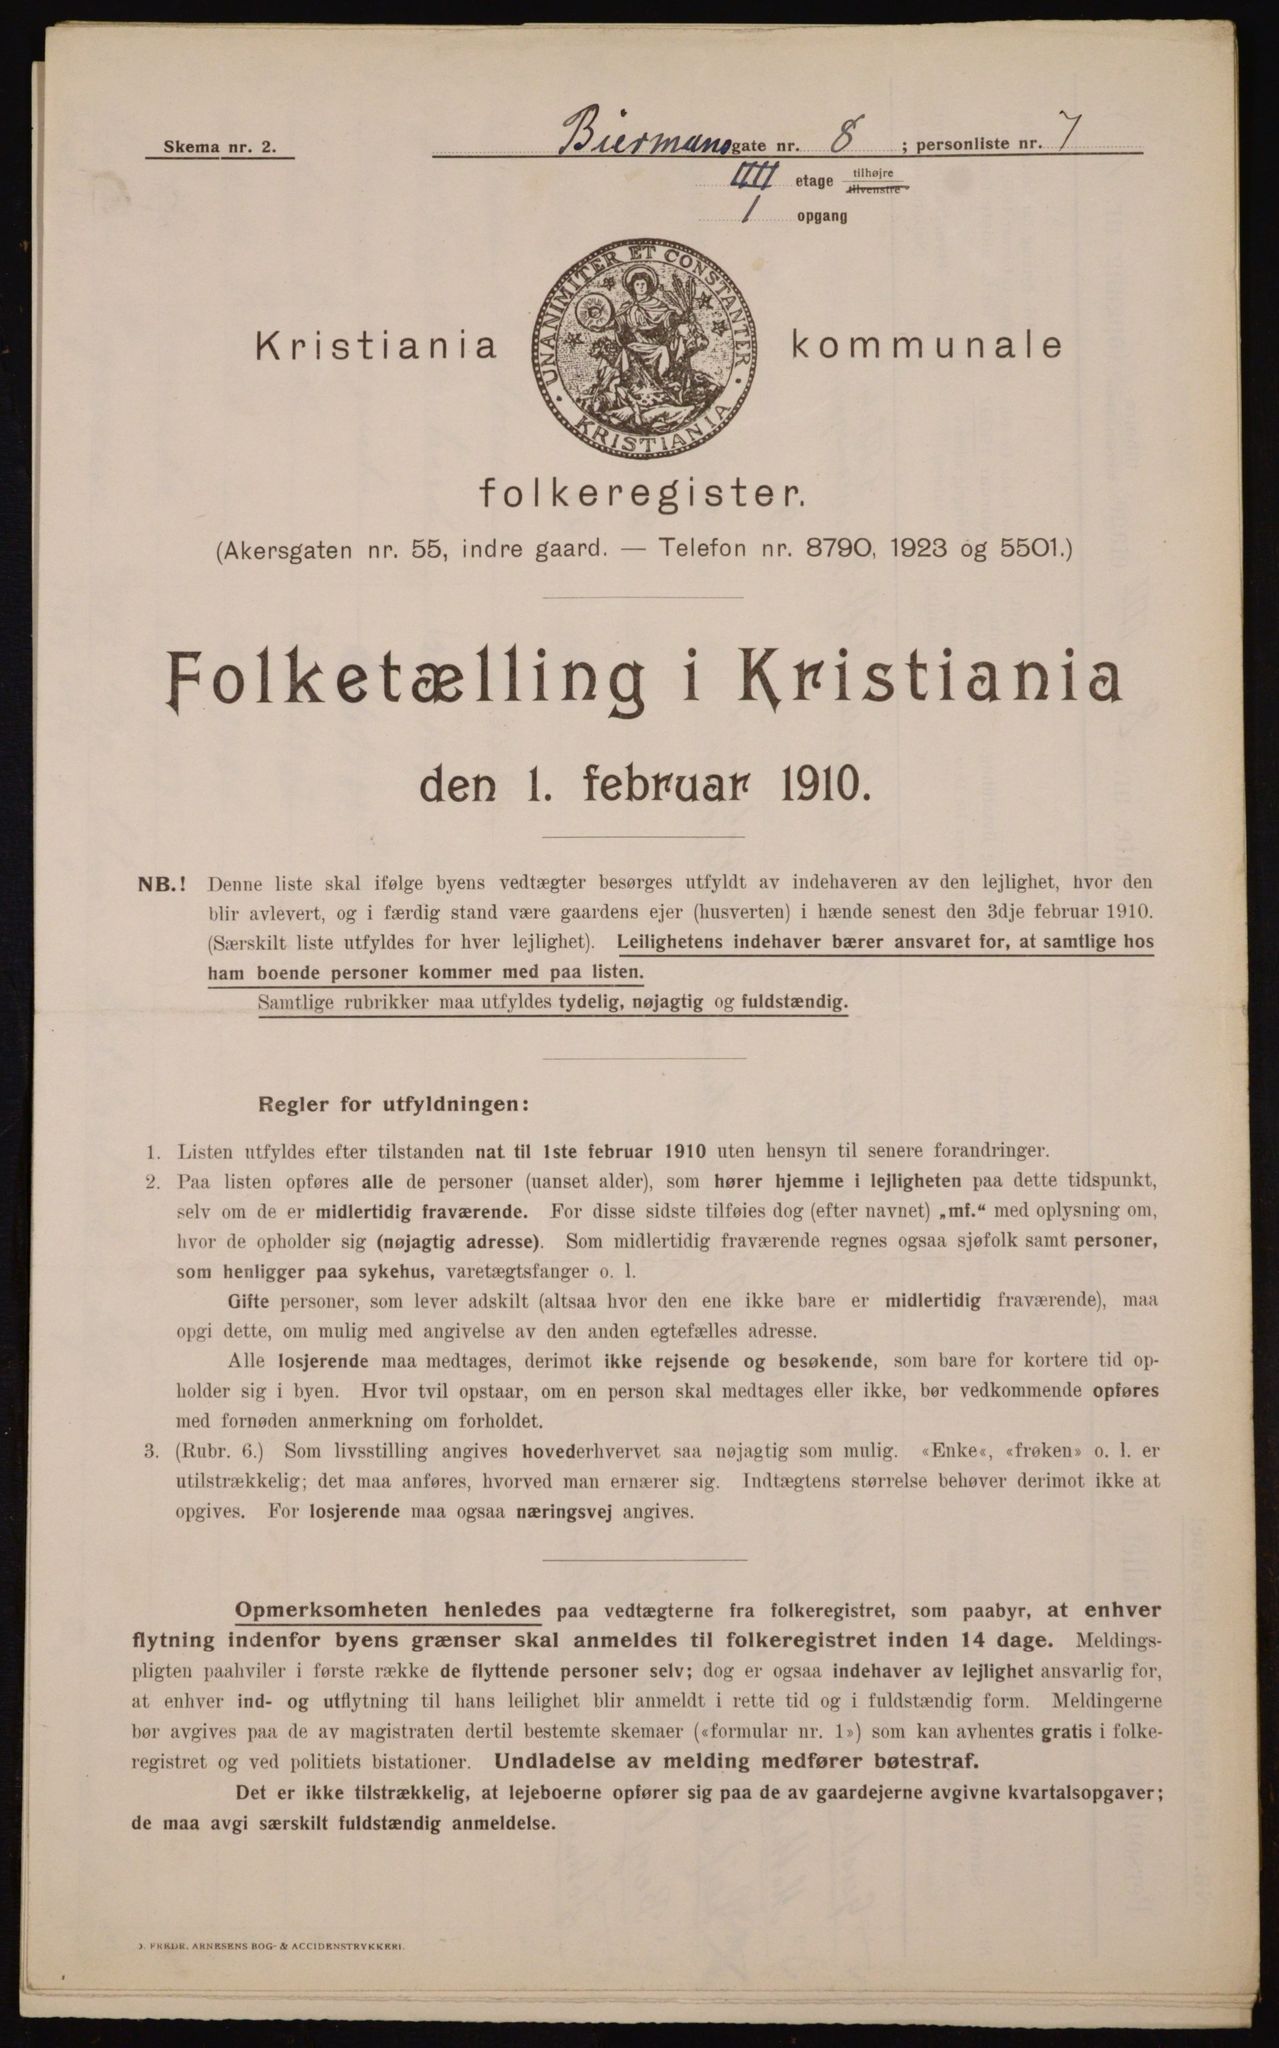 Skema nr. 2.
Biermansgate nr. 8 ; personliste nr. 7
IIII etage tilhøjre
tilvenstre
1 opgang
UNANIMITER ET CONSTANTER
KRISTIANIA
Kristiania kommunale
folkeregister.
(Akersgaten nr. 55, indre gaard. — Telefon nr. 8790, 1923 og 5501.)
Folketælling i Kristiania
den 1. februar 1910.
NB.! Denne liste skal ifølge byens vedtægter besørges utfyldt av indehaveren av den lejlighet, hvor den
blir avlevert, og i færdig stand være gaardens ejer (husverten) i hænde senest den 3dje februar 1910.
(Særskilt liste utfyldes for hver lejlighet). Leilighetens indehaver bærer ansvaret for, at samtlige hos
ham boende personer kommer med paa listen.
Samtlige rubrikker maa utfyldes tydelig, nøjagtig og fuldstændig.
Regler for utfyldningen:
1. Listen utfyldes efter tilstanden nat til 1ste februar 1910 uten hensyn til senere forandringer.
2. Paa listen opføres alle de personer (uanset alder), som hører hjemme i lejligheten paa dette tidspunkt,
selv om de er midlertidig fraværende. For disse sidste tilføies dog (efter navnet) „mf.“ med oplysning om,
hvor de opholder sig (nøjagtig adresse). Som midlertidig fraværende regnes ogsaa sjøfolk samt personer,
som henligger paa sykehus, varetægtsfanger o. l.
Gifte personer, som lever adskilt (altsaa hvor den ene ikke bare er midlertidig fraværende), maa
opgi dette, om mulig med angivelse av den anden egtefælles adresse.
Alle losjerende maa medtages, derimot ikke rejsende og besøkende, som bare for kortere tid op-
holder sig i byen. Hvor tvil opstaar, om en person skal medtages eller ikke, bør vedkommende opføres
med fornøden anmerkning om forholdet.
3. (Rubr. 6.) Som livsstilling angives hovederhvervet saa nøjagtig som mulig. «Enke«, «frøken» o. l. er
utilstrækkelig; det maa anføres, hvorved man ernærer sig. Indtægtens størrelse behøver derimot ikke at
opgives. For losjerende maa ogsaa næringsvej angives.
Opmerksomheten henledes paa vedtægterne fra folkeregistret, som paabyr, at enhver
flytning indenfor byens grænser skal anmeldes til folkeregistret inden 14 dage. Meldings-
pligten paahviler i første række de flyttende personer selv; dog er ogsaa indehaver av lejlighet ansvarlig for,
at enhver ind- og utflytning til hans leilighet blir anmeldt i rette tid og i fuldstændig form. Meldingerne
bør avgives paa de av magistraten dertil bestemte skemaer («formular nr. 1») som kan avhentes gratis i folke-
registret og ved politiets bistationer. Undladelse av melding medfører bøtestraf.
Det er ikke tilstrækkelig, at lejeboerne opfører sig paa de av gaardejerne avgivne kvartalsopgaver;
de maa avgi særskilt fuldstændig anmeldelse.
J. FREDR. ARNESENS BOG- & ACCIDENSTRYKKERI.